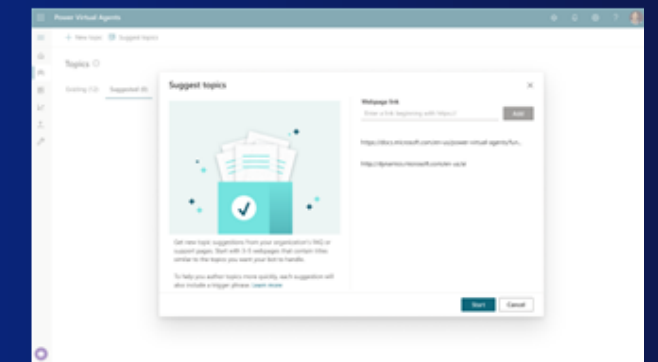 Power Virtual Agents
?
+ New topic Suggest topics
Topics
Existing (12) Suggested (0)
Suggest topics
Webpage link
Enter a link beginning with https://
Add
https://docs.microsoft.com/en-us/power-virtual-agents/fun...
http://dynamics.microsoft.com/en-us/ai
Get new topic suggestions from your organization's FAQ or
support pages. Start with 3-5 webpages that contain titles
similar to the topics you want your bot to handle.
To help you author topics more quickly, each suggestion will
also include a trigger phrase. Learn more
Start Cancel